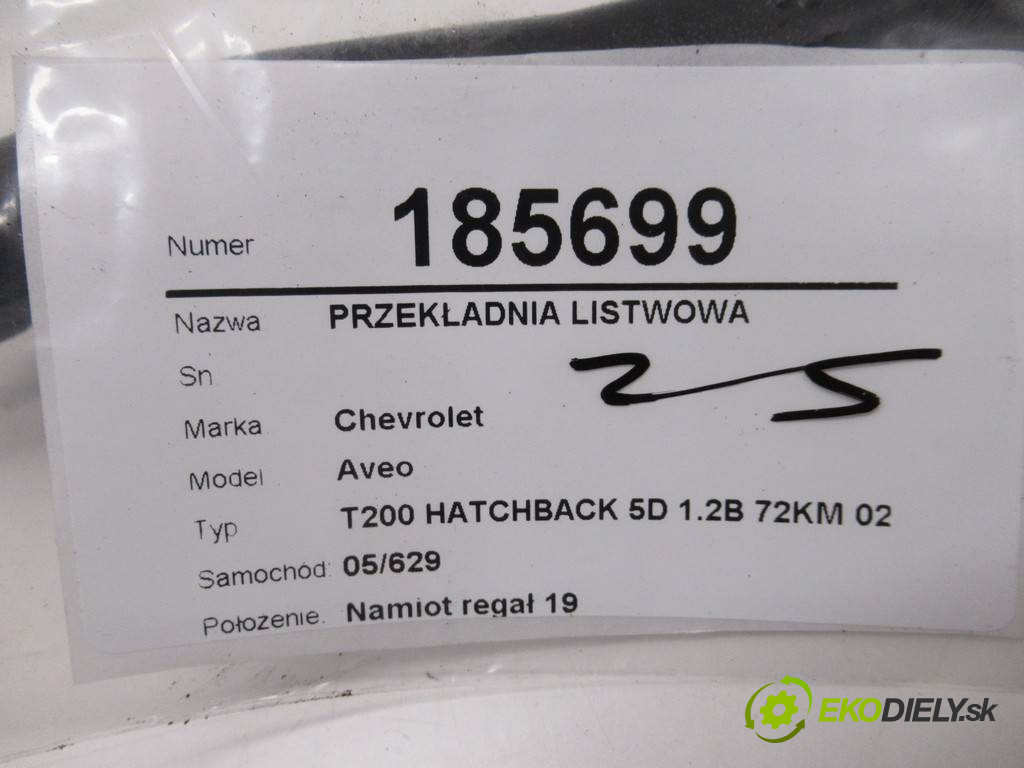 Numer 185699
Nazwa PRZEKŁADNIA LISTWOWA
Sn
Marka Chevrolet
Model Aveo
Typ T200 HATCHBACK 5D 1.2B 72KM 02
Samochód: 05/629
Położenie. Namiot regał 19
EKODIELY.sk